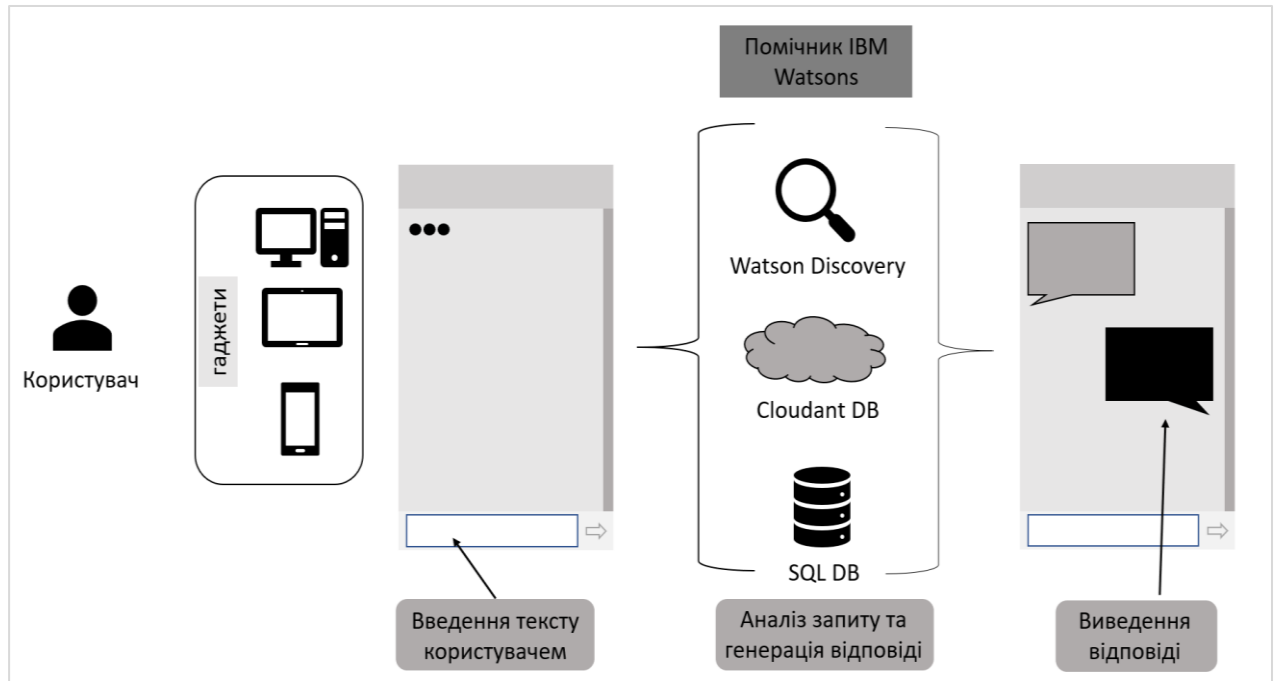 Помічник IBM
Watsons
Користувач
гаджети
Watson Discovery
Cloudant DB
SQL DB
Введення тексту
користувачем
Аналіз запиту та
генерація відповіді
Виведення
відповіді